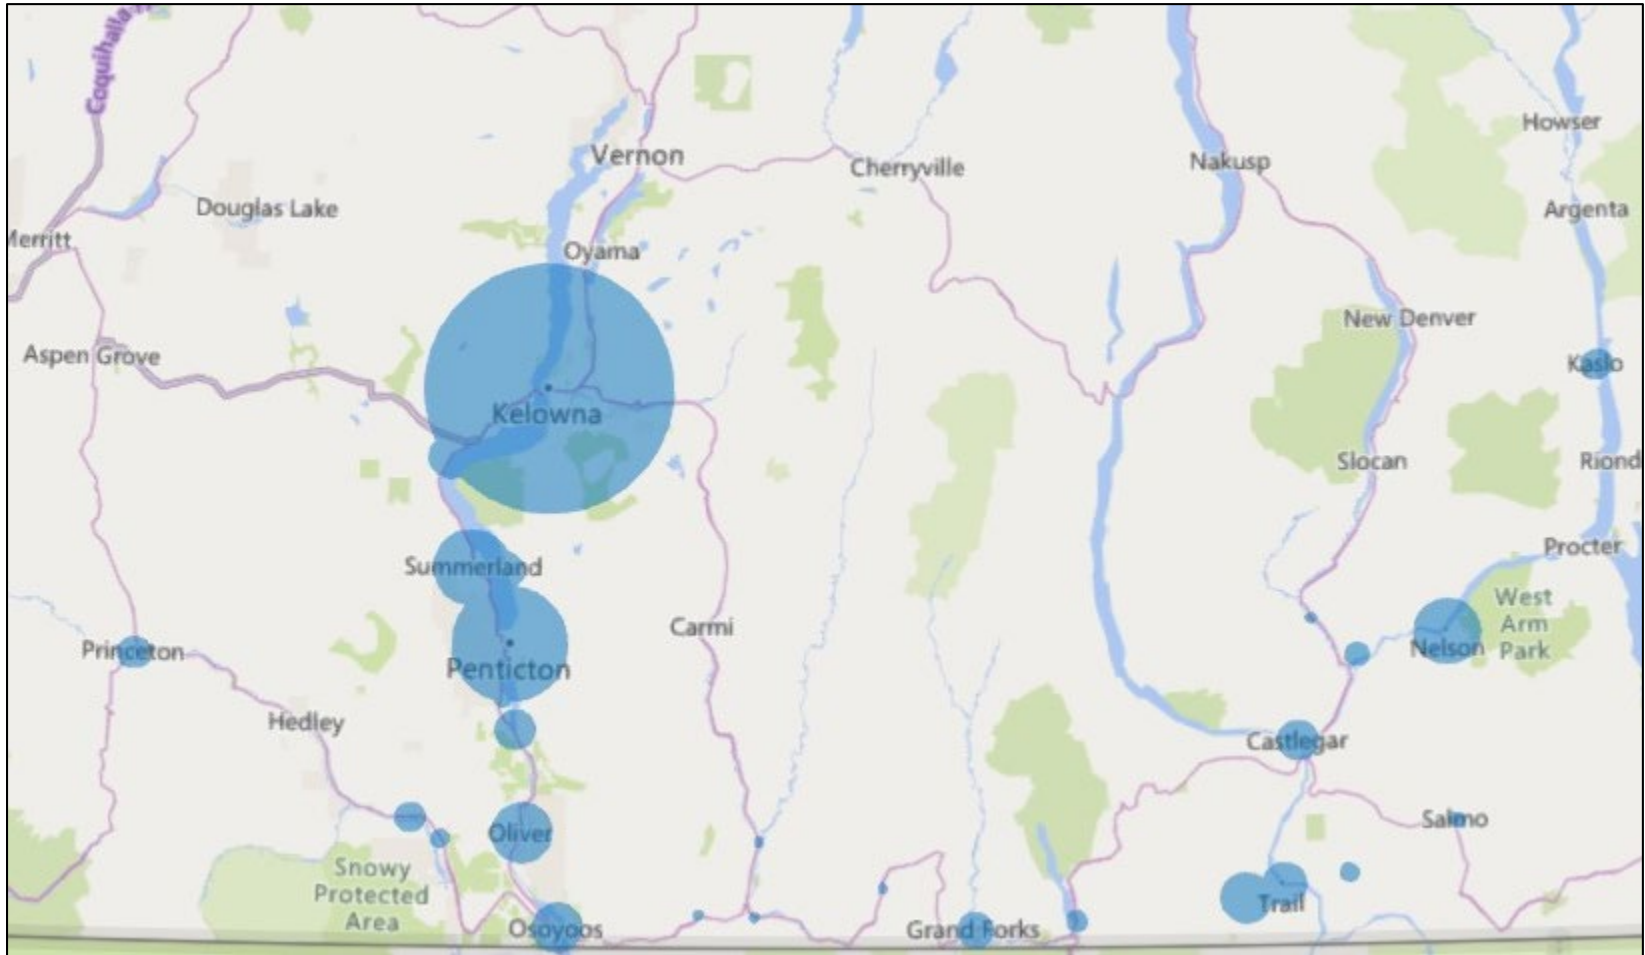 Coquihalla
Howser
Vernon
Cherryville
Nakusp
Douglas Lake
Argenta
Merritt
Oyama
New Denver
Aspen Grove
Kaslo
Kelowna
Slocan
Riond
Procter
Summerland
West
Arm
Park
Carmi
Princeton
Nelson
Penticton
Hedley
Castlegar
Salmo
Oliver
Snowy
Protected
Area
Trail
Osoyoos
Grand Forks